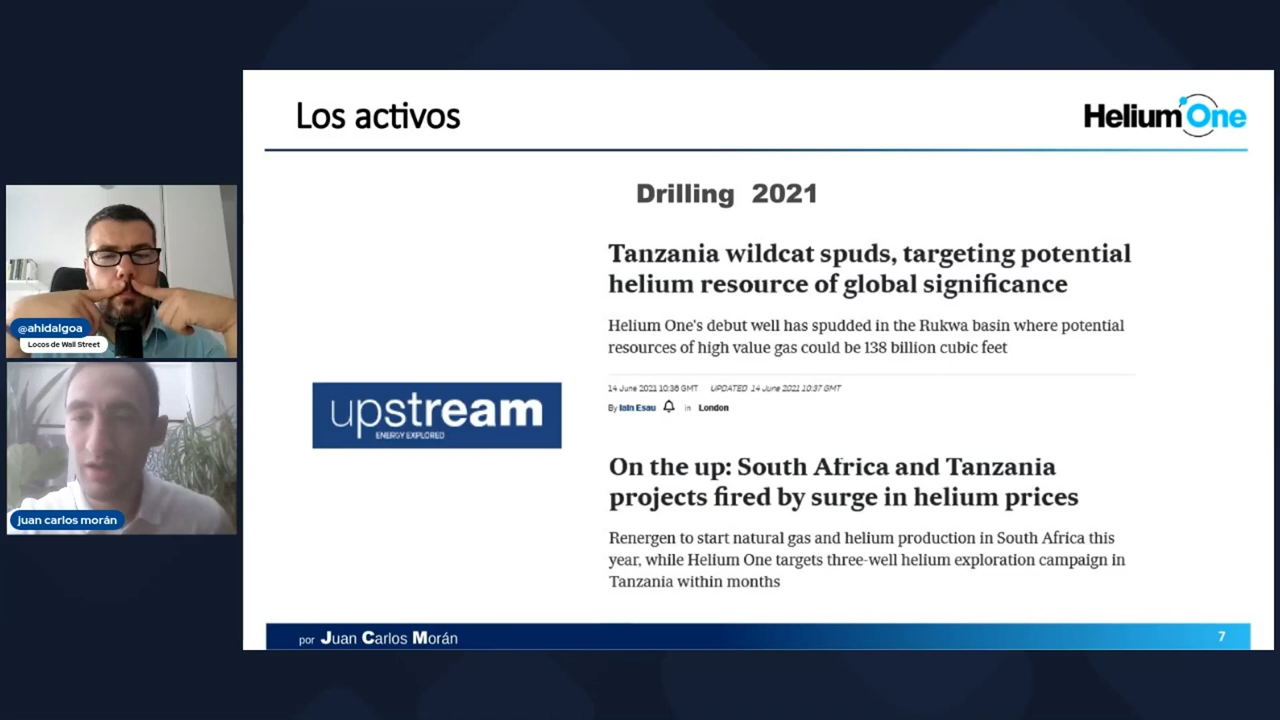 Los activos
Helium One
Drilling 2021
Tanzania wildcat spuds, targeting potential
helium resource of global significance
Helium One's debut well has spudded in the Rukwa basin where potential
resources of high value gas could be 138 billion cubic feet
14 June 2021 10:36 GMT UPDATED 14 June 2021 10:37 GMT
By Iain Esau in London
upstream
ENERGY EXPLORED
On the up: South Africa and Tanzania
projects fired by surge in helium prices
Renergen to start natural gas and helium production in South Africa this
year, while Helium One targets three-well helium exploration campaign in
Tanzania within months
por Juan Carlos Morán
7
@ahidalgoa
Locos de Wall Street
juan carlos morán